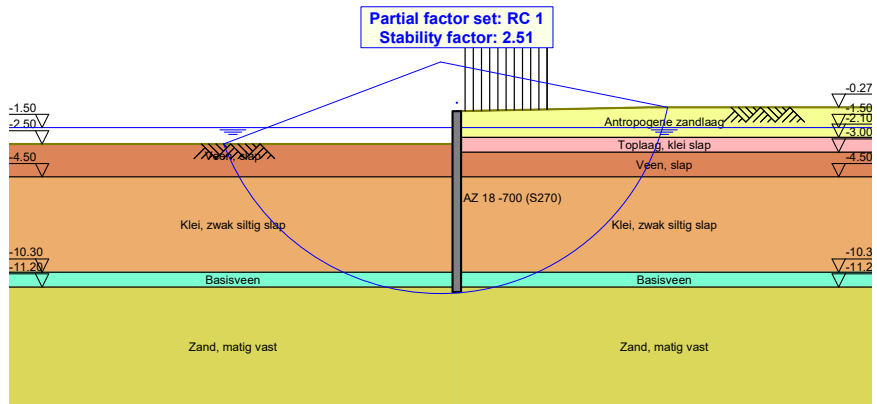 Partial factor set: RC 1
Stability factor: 2.51
-0.27
-1.50
-1.50
-2.10
Antropogene zandlaag
-2.50
-3.00
Toplaag, klei slap
Veen, slap
Veen, slap
-4.50
-4.50
AZ 18 -700 (S270)
Klei, zwak siltig slap
Klei, zwak siltig slap
-10.30
-10.3
-11.20
-11.2
Basisveen
Basisveen
Zand, matig vast
Zand, matig vast